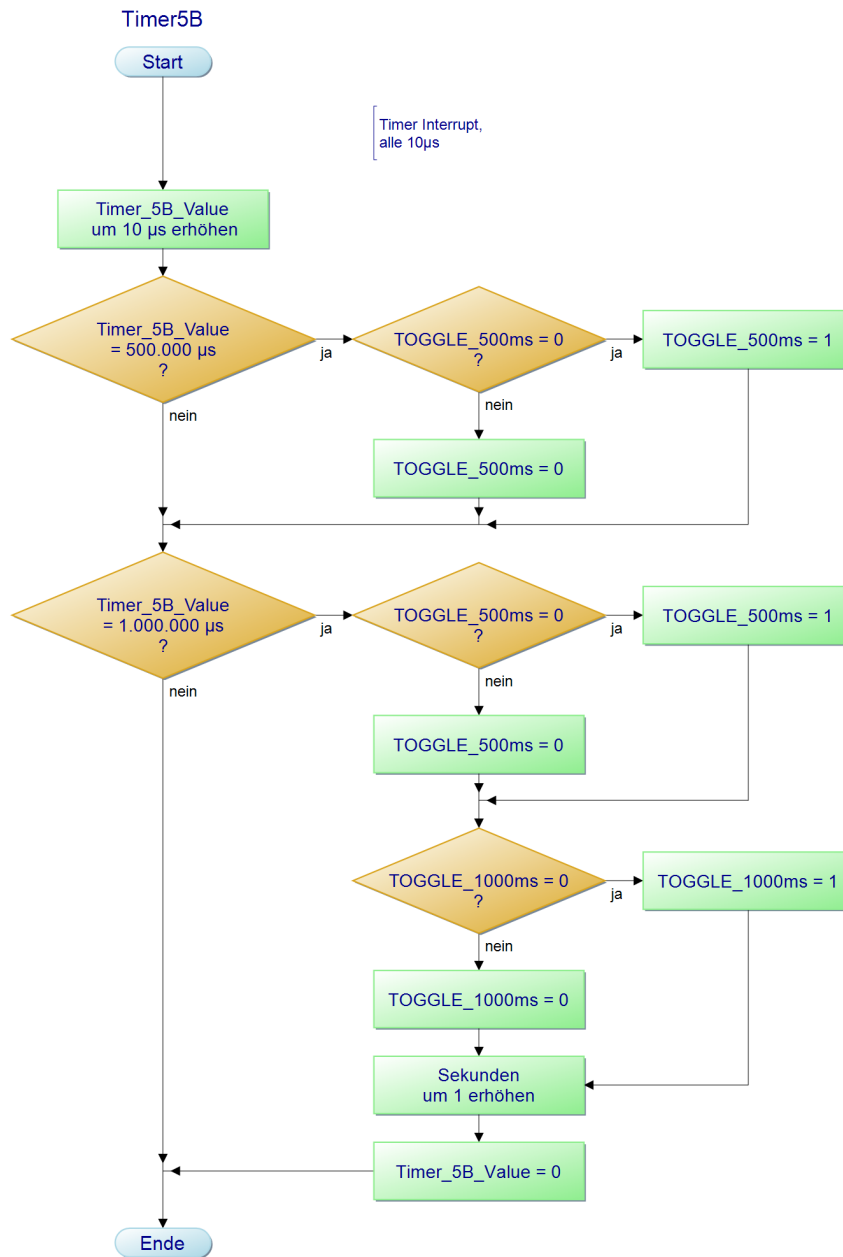 Timer5B
Start
Timer Interrupt,
alle 10µs
Timer_5B_Value
um 10 µs erhöhen
Timer_5B_Value
= 500.000 µs
?
ja
TOGGLE_500ms = 0
?
ja
TOGGLE_500ms = 1
nein
nein
TOGGLE_500ms = 0
Timer_5B_Value
= 1.000.000 µs
?
ja
TOGGLE_500ms = 0
?
ja
TOGGLE_500ms = 1
nein
nein
TOGGLE_500ms = 0
TOGGLE_1000ms = 0
?
ja
TOGGLE_1000ms = 1
nein
TOGGLE_1000ms = 0
Sekunden
um 1 erhöhen
Timer_5B_Value = 0
Ende